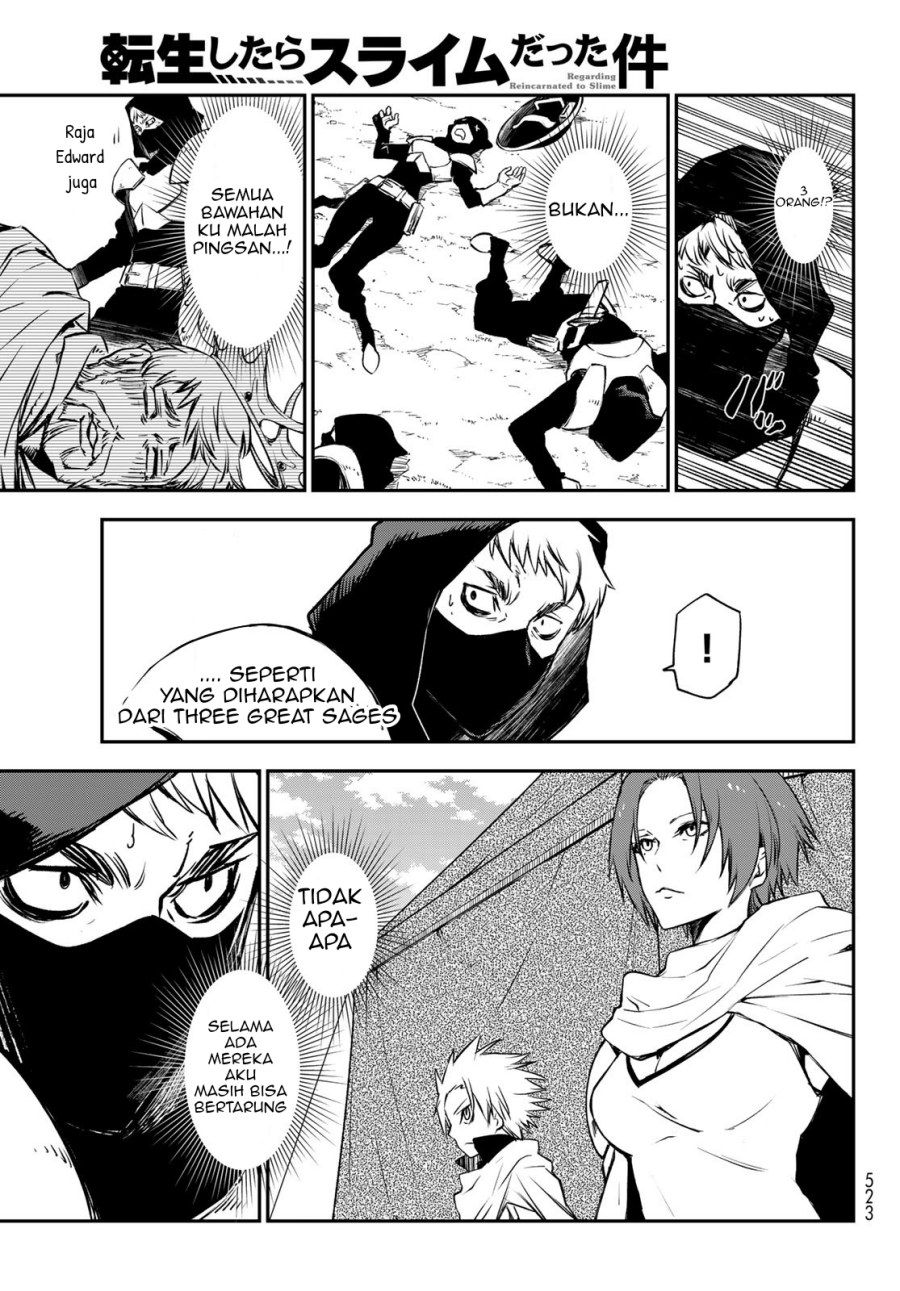 転生したらスライムだった件
Regarding
Reincarnated to Slime
3
ORANG!?
バッ
BUKAN...
SEMUA
BAWAHAN
KU MALAH
PINGSAN...!
Raja
Edward
juga
!
.... SEPERTI
YANG DIHARAPKAN
DARI THREE GREAT SAGES
TIDAK
APA-
APA
SELAMA
ADA
MEREKA
AKU
MASIH BISA
BERTARUNG
523